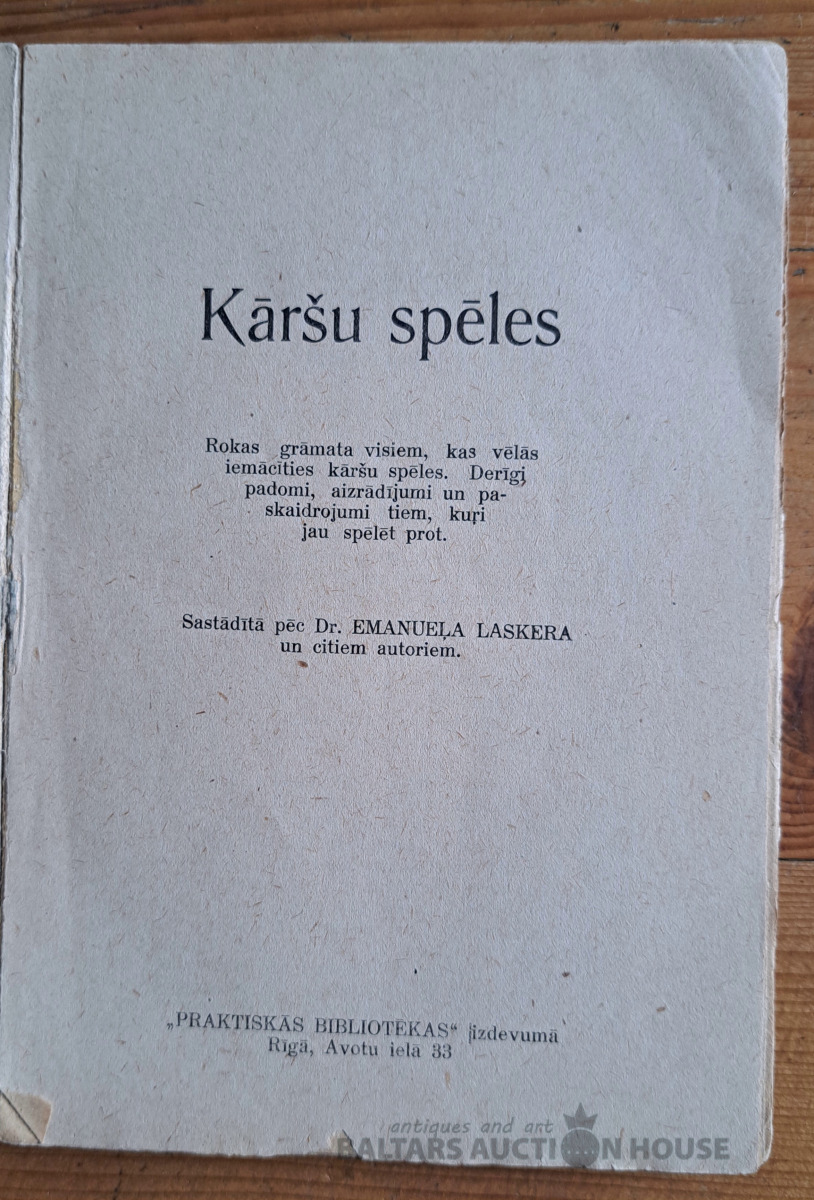 Kāršu spēles
Rokas grāmata visiem, kas vēlās
iemācīties kāršu spēles. Derīgi
padomi, aizrādījumi un pa-
skaidrojumi tiem, kuŗi
jau spēlēt prot.
Sastādītā pēc Dr. EMANUEĻA LASKERA
un citiem autoriem.
„PRAKTISKĀS BIBLIOTĒKAS“ izdevumā
Rīgā, Avotu ielā 33
antiques and art
BALTARS AUCTION HOUSE